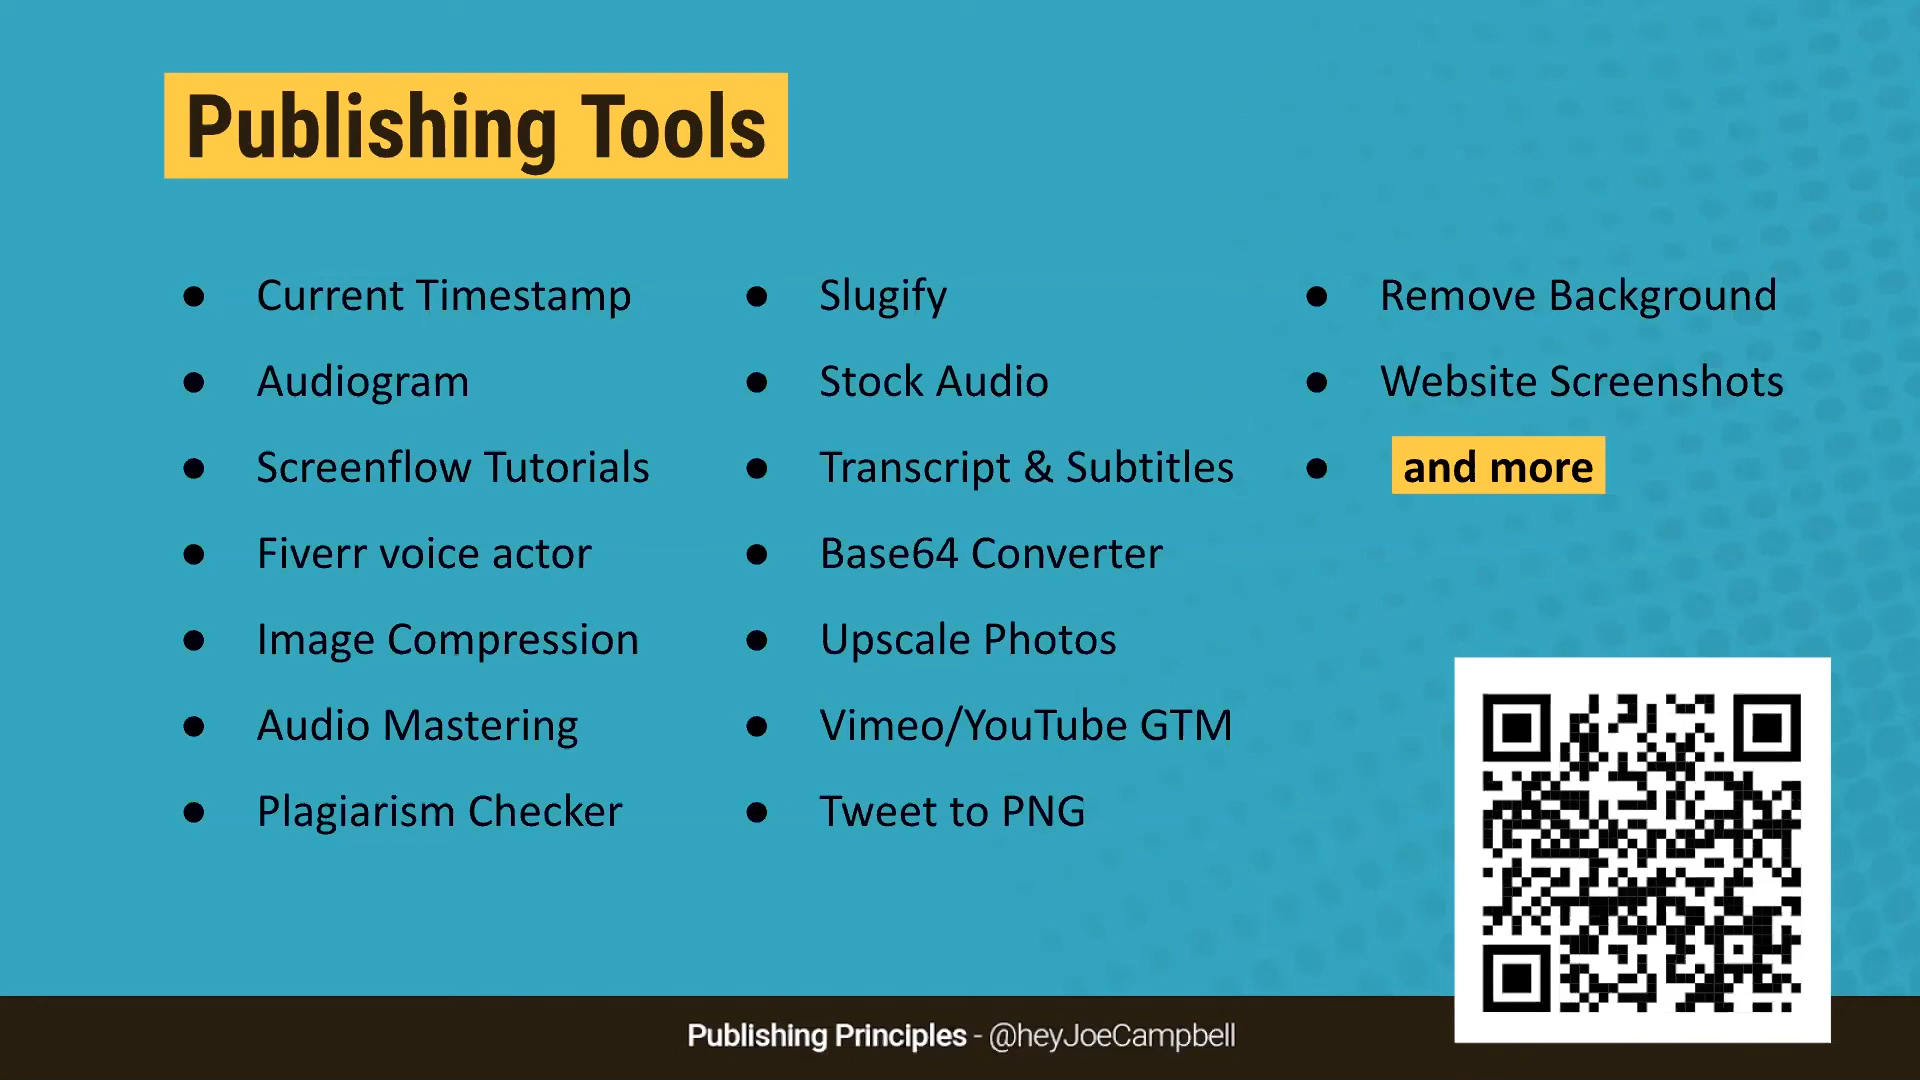 Publishing Tools
● Current Timestamp
● Audiogram
● Screenflow Tutorials
● Fiverr voice actor
● Image Compression
● Audio Mastering
● Plagiarism Checker
● Slugify
● Stock Audio
● Transcript & Subtitles
● Base64 Converter
● Upscale Photos
● Vimeo/YouTube GTM
● Tweet to PNG
● Remove Background
● Website Screenshots
● and more
Publishing Principles - @heyJoeCampbell